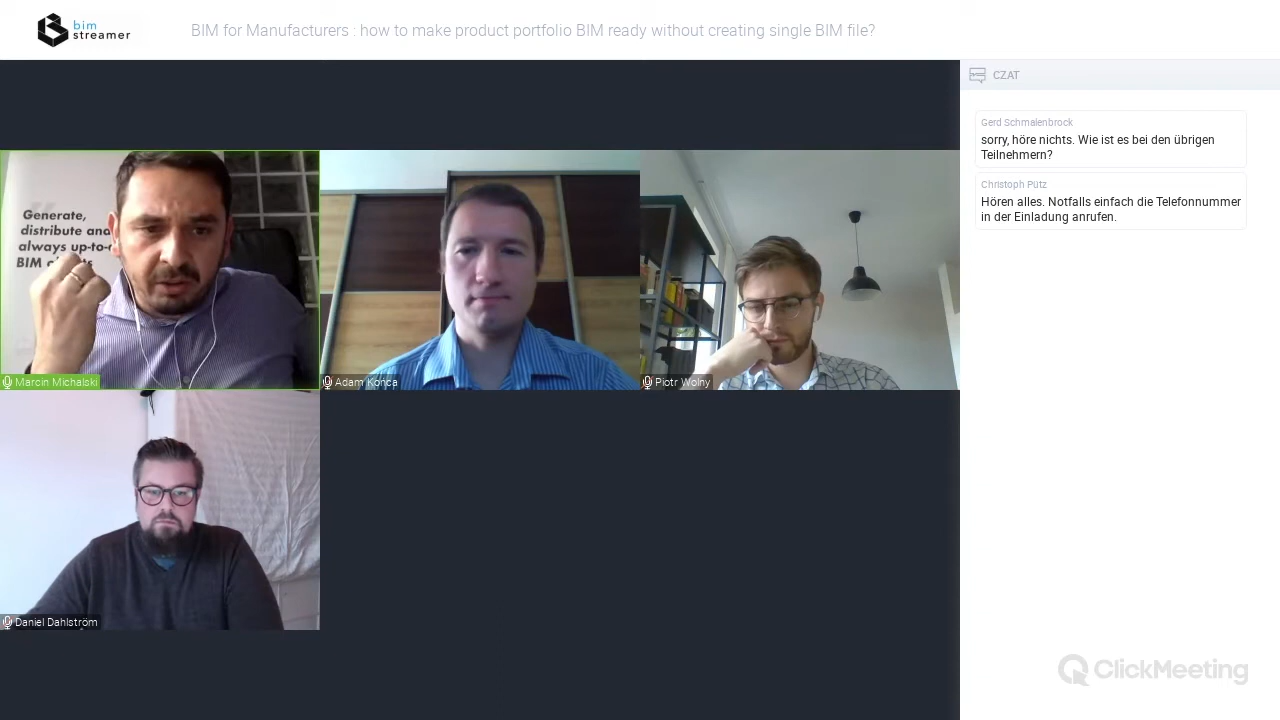 bim
streamer
BIM for Manufacturers : how to make product portfolio BIM ready without creating single BIM file?
CZAT
Gerd Schmalenbrock
sorry, höre nichts. Wie ist es bei den übrigen
Teilnehmern?
Christoph Pütz
Hören alles. Notfalls einfach die Telefonnummer
in der Einladung anrufen.
Generate,
distribute and
always up-to-
BIM
Marcin Michalski
Adam Konca
Piotr Wolny
Daniel Dahlström
ClickMeeting